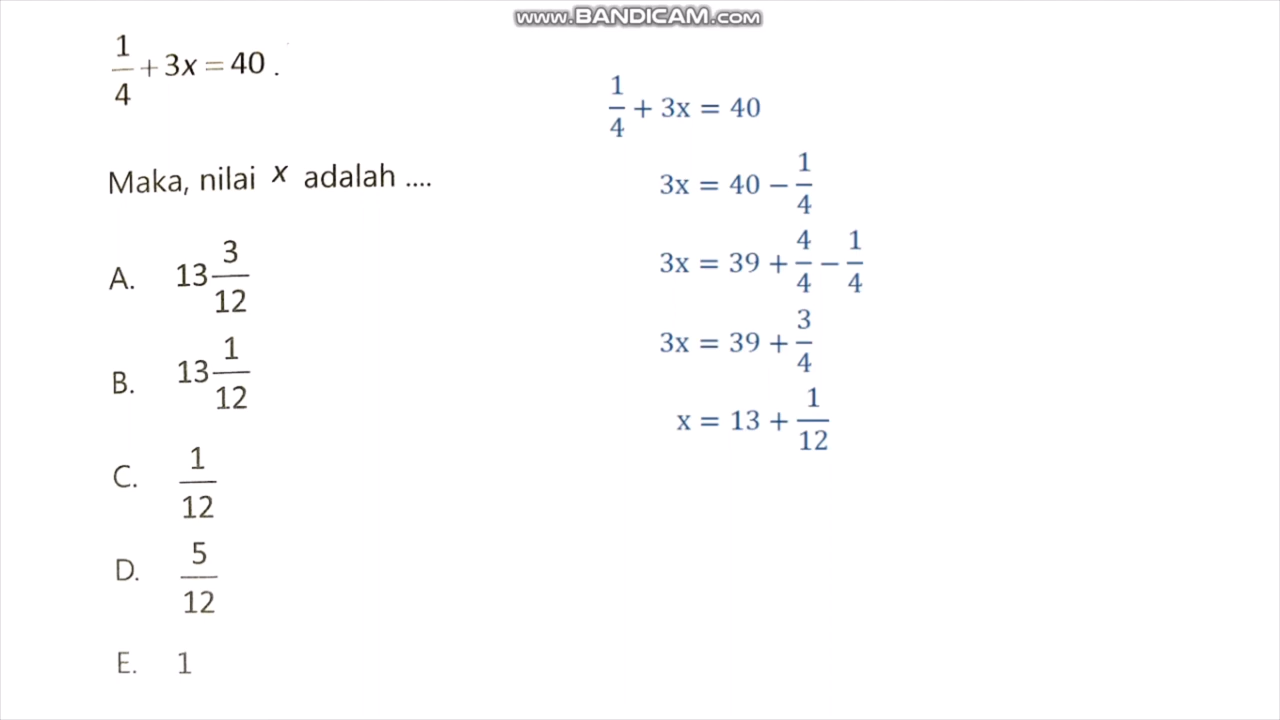 www.BANDICAM.com
1/4 + 3x = 40 .
Maka, nilai x adalah ....
A. 13 3/12
B. 13 1/12
C. 1/12
D. 5/12
E. 1
1/4 + 3x = 40
3x = 40 − 1/4
3x = 39 + 4/4 − 1/4
3x = 39 + 3/4
x = 13 + 1/12